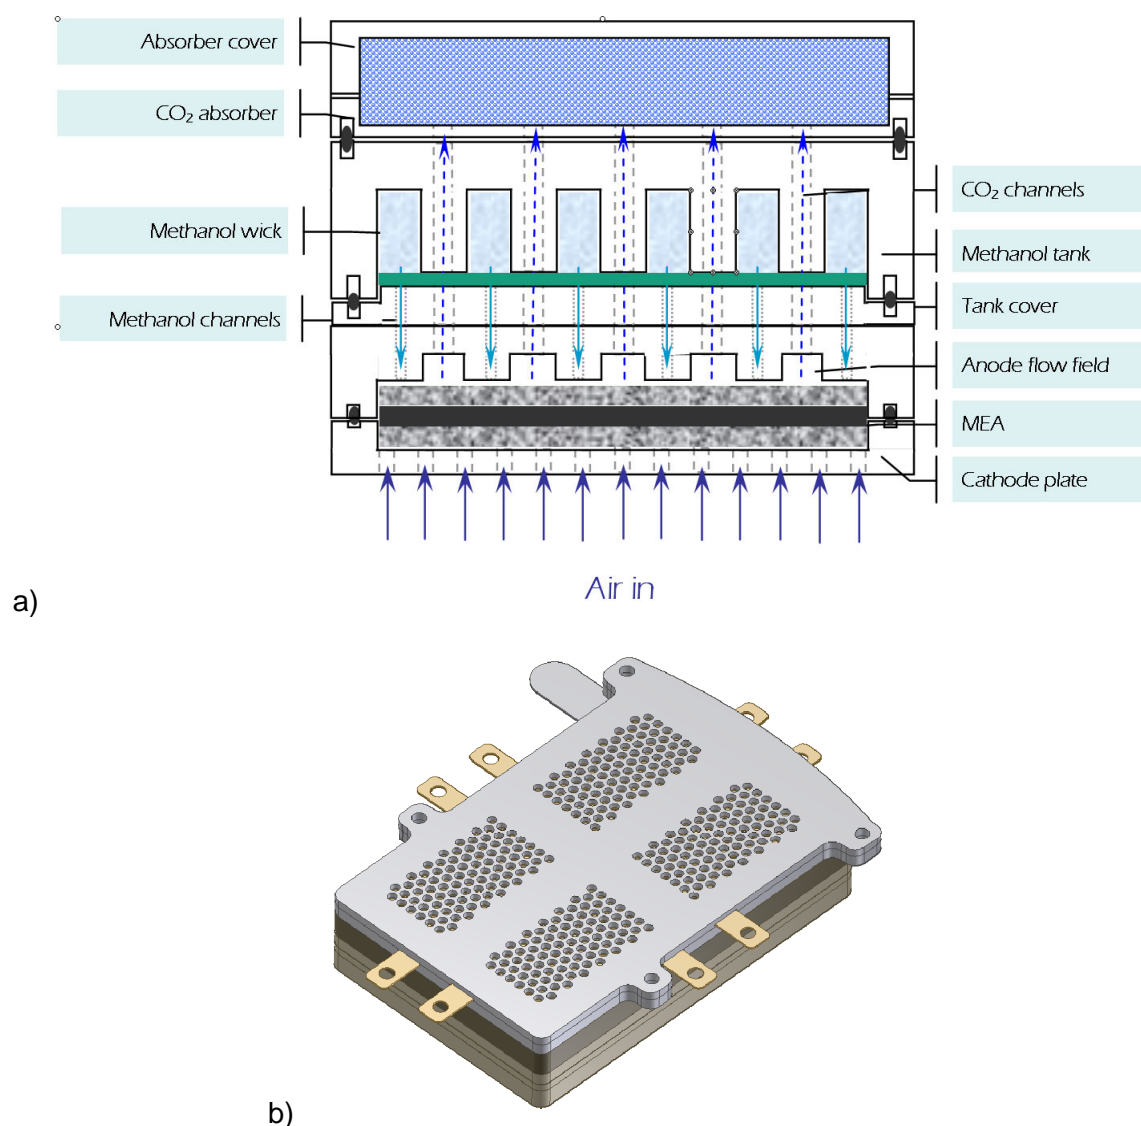 Absorber cover
CO₂ absorber
Methanol wick
Methanol channels
CO₂ channels
Methanol tank
Tank cover
Anode flow field
MEA
Cathode plate
Air in
a)
b)